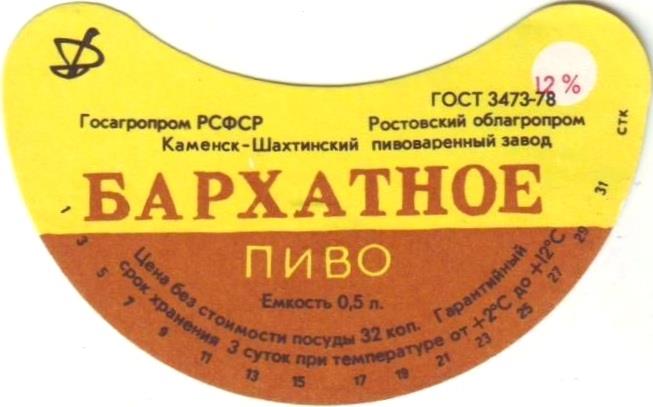 12%
ГОСТ 3473-78
Госагропром РСФСР Ростовский облагропром
Каменск-Шахтинский пивоваренный завод
БАРХАТНОЕ
ПИВО
Емкость 0,5 л.
Цена без стоимости посуды 32 коп. Гарантийный
срок хранения 3 суток при температуре от +2°С до +12°С
1 3 5 7 9 11 13 15 17 19 21 23 25 27 29 31 стк